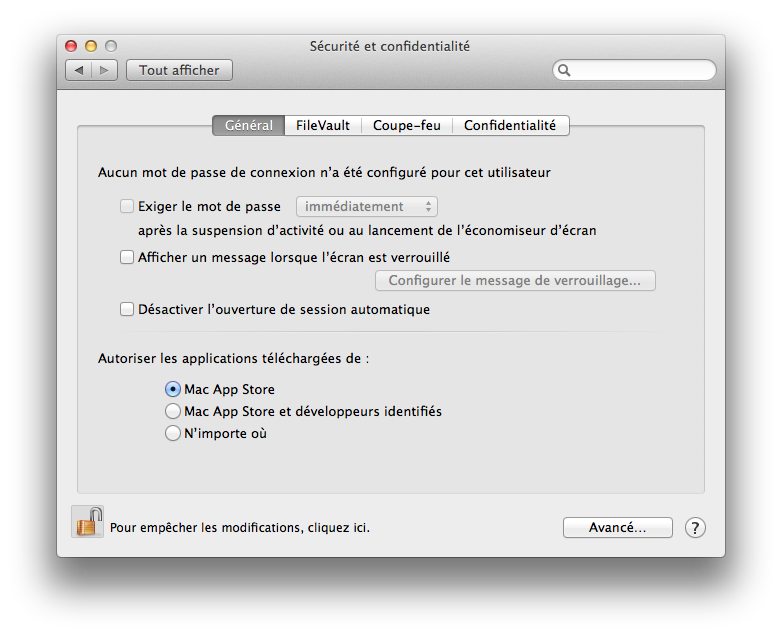 Sécurité et confidentialité
Tout afficher
Général FileVault Coupe-feu Confidentialité
Aucun mot de passe de connexion n'a été configuré pour cet utilisateur
Exiger le mot de passe immédiatement
après la suspension d'activité ou au lancement de l'économiseur d'écran
Afficher un message lorsque l'écran est verrouillé
Configurer le message de verrouillage...
Désactiver l'ouverture de session automatique
Autoriser les applications téléchargées de :
Mac App Store
Mac App Store et développeurs identifiés
N'importe où
Pour empêcher les modifications, cliquez ici.
Avancé... ?